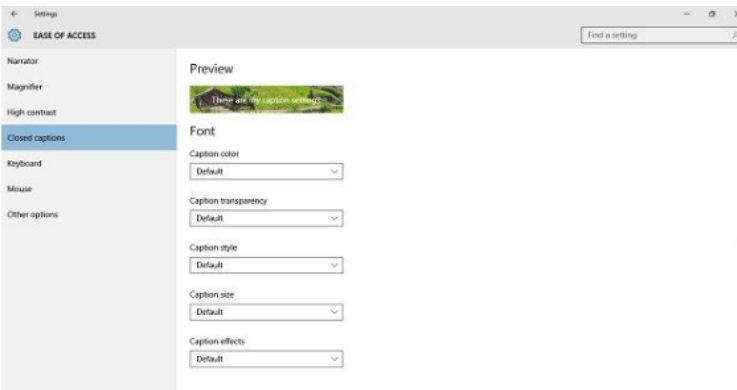 Settings
EASE OF ACCESS
Find a setting
Narrator
Magnifier
High contrast
Closed captions
Keyboard
Mouse
Other options
Preview
These are my caption settings
Font
Caption color
Default
Caption transparency
Default
Caption style
Default
Caption size
Default
Caption effects
Default